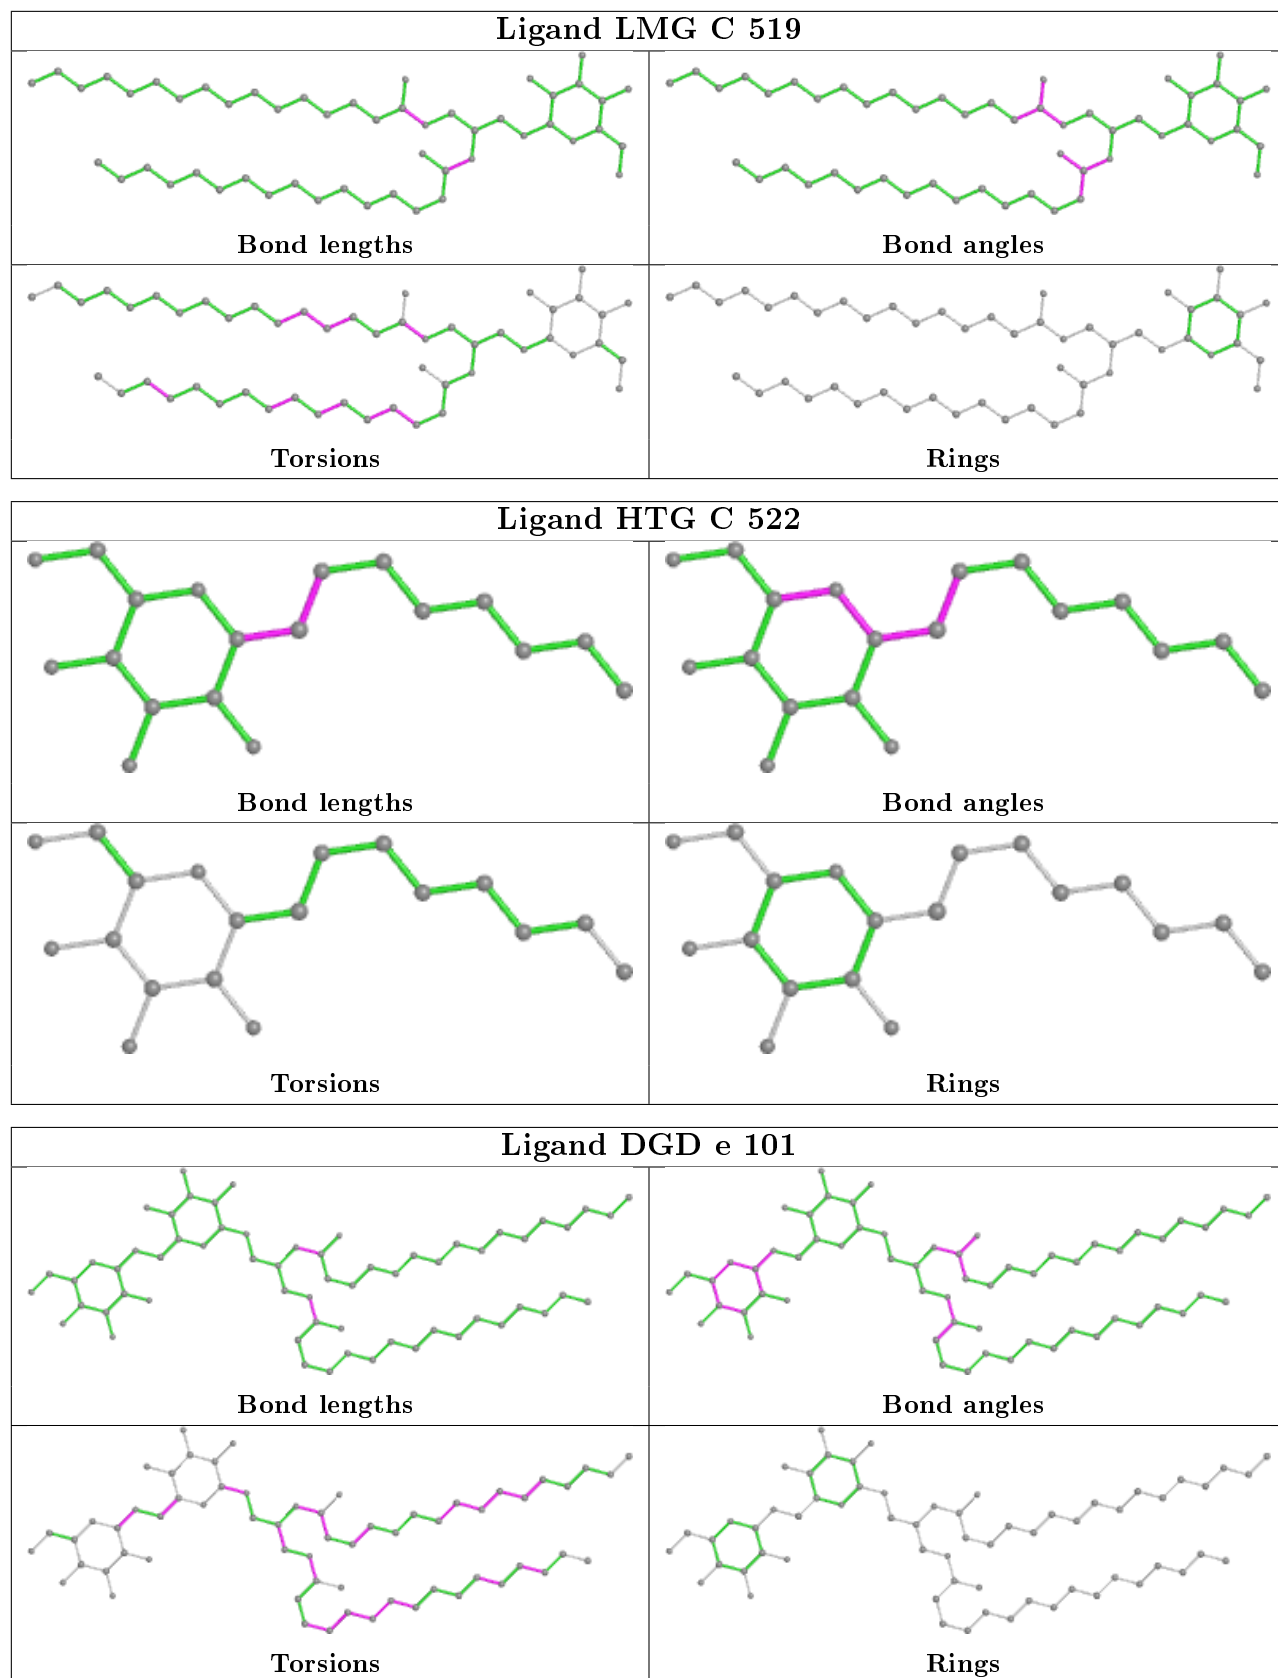 Ligand LMG C 519
Bond lengths
Bond angles
Torsions
Rings
Ligand HTG C 522
Bond lengths
Bond angles
Torsions
Rings
Ligand DGD e 101
Bond lengths
Bond angles
Torsions
Rings